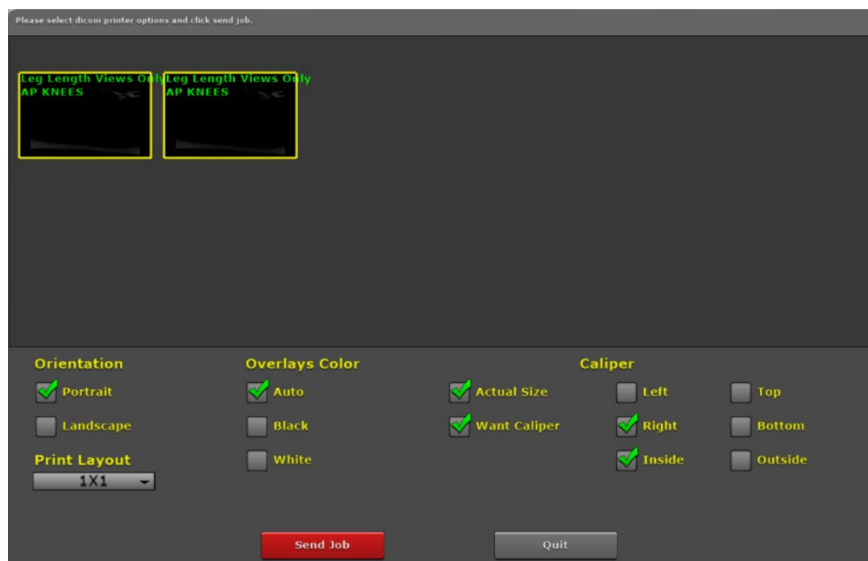 Please select dicom printer options and click send job.
Leg Length Views Only
AP KNEES
Leg Length Views Only
AP KNEES
Orientation
Portrait
Landscape
Print Layout
1X1
Overlays Color
Auto
Black
White
Actual Size
Want Caliper
Caliper
Left
Top
Right
Bottom
Inside
Outside
Send Job
Quit